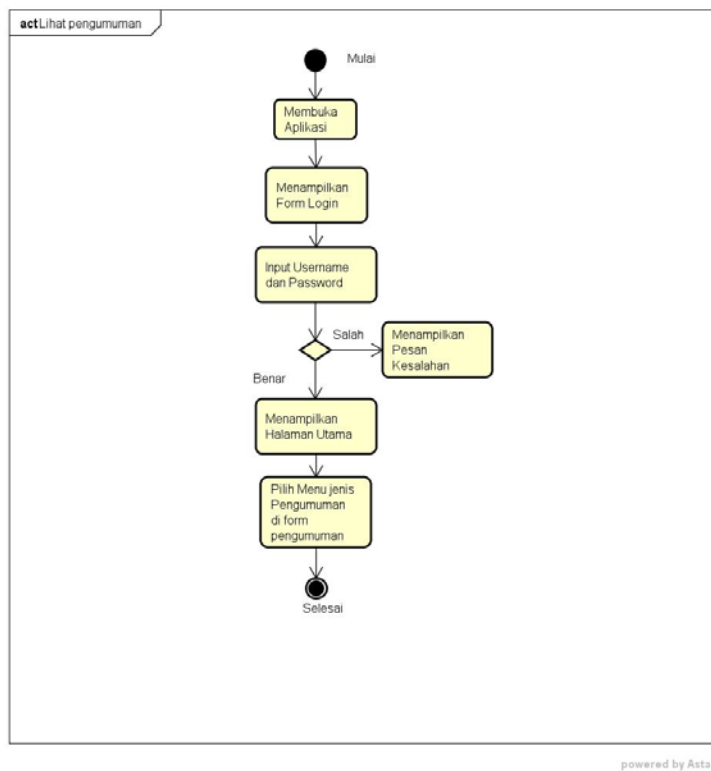 act Lihat pengumuman
Mulai
Membuka
Aplikasi
Menampilkan
Form Login
Input Username
dan Password
Salah
Menampilkan
Pesan
Kesalahan
Benar
Menampilkan
Halaman Utama
Pilih Menu jenis
Pengumuman
di form
pengumuman
Selesai
powered by Asta